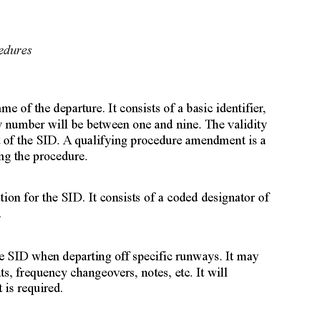 edures
me of the departure. It consists of a basic identifier,
number will be between one and nine. The validity
of the SID. A qualifying procedure amendment is a
ng the procedure.
tion for the SID. It consists of a coded designator of
.
e SID when departing off specific runways. It may
ts, frequency changeovers, notes, etc. It will
t is required.